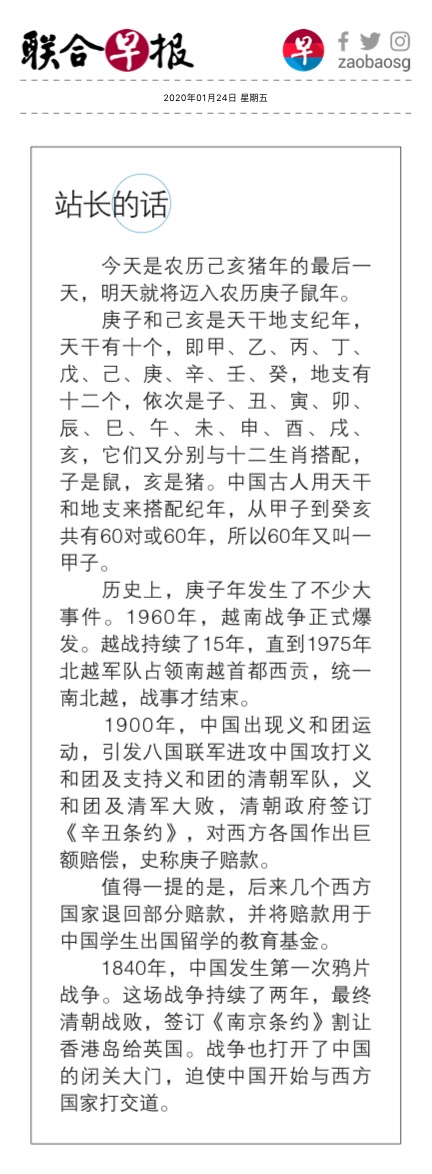 联合早报
早
zaobaosg
2020年01月24日 星期五
站长的话
今天是农历己亥猪年的最后一
天，明天就将迈入农历庚子鼠年。
庚子和己亥是天干地支纪年，
天干有十个，即甲、乙、丙、丁、
戊、己、庚、辛、壬、癸，地支有
十二个，依次是子、丑、寅、卯、
辰、巳、午、未、申、酉、戌、
亥，它们又分别与十二生肖搭配，
子是鼠，亥是猪。中国古人用天干
和地支来搭配纪年，从甲子到癸亥
共有60对或60年，所以60年又叫一
甲子。
历史上，庚子年发生了不少大
事件。1960年，越南战争正式爆
发。越战持续了15年，直到1975年
北越军队占领南越首都西贡，统一
南北越，战事才结束。
1900年，中国出现义和团运
动，引发八国联军进攻中国攻打义
和团及支持义和团的清朝军队，义
和团及清军大败，清朝政府签订
《辛丑条约》，对西方各国作出巨
额赔偿，史称庚子赔款。
值得一提的是，后来几个西方
国家退回部分赔款，并将赔款用于
中国学生出国留学的教育基金。
1840年，中国发生第一次鸦片
战争。这场战争持续了两年，最终
清朝战败，签订《南京条约》割让
香港岛给英国。战争也打开了中国
的闭关大门，迫使中国开始与西方
国家打交道。